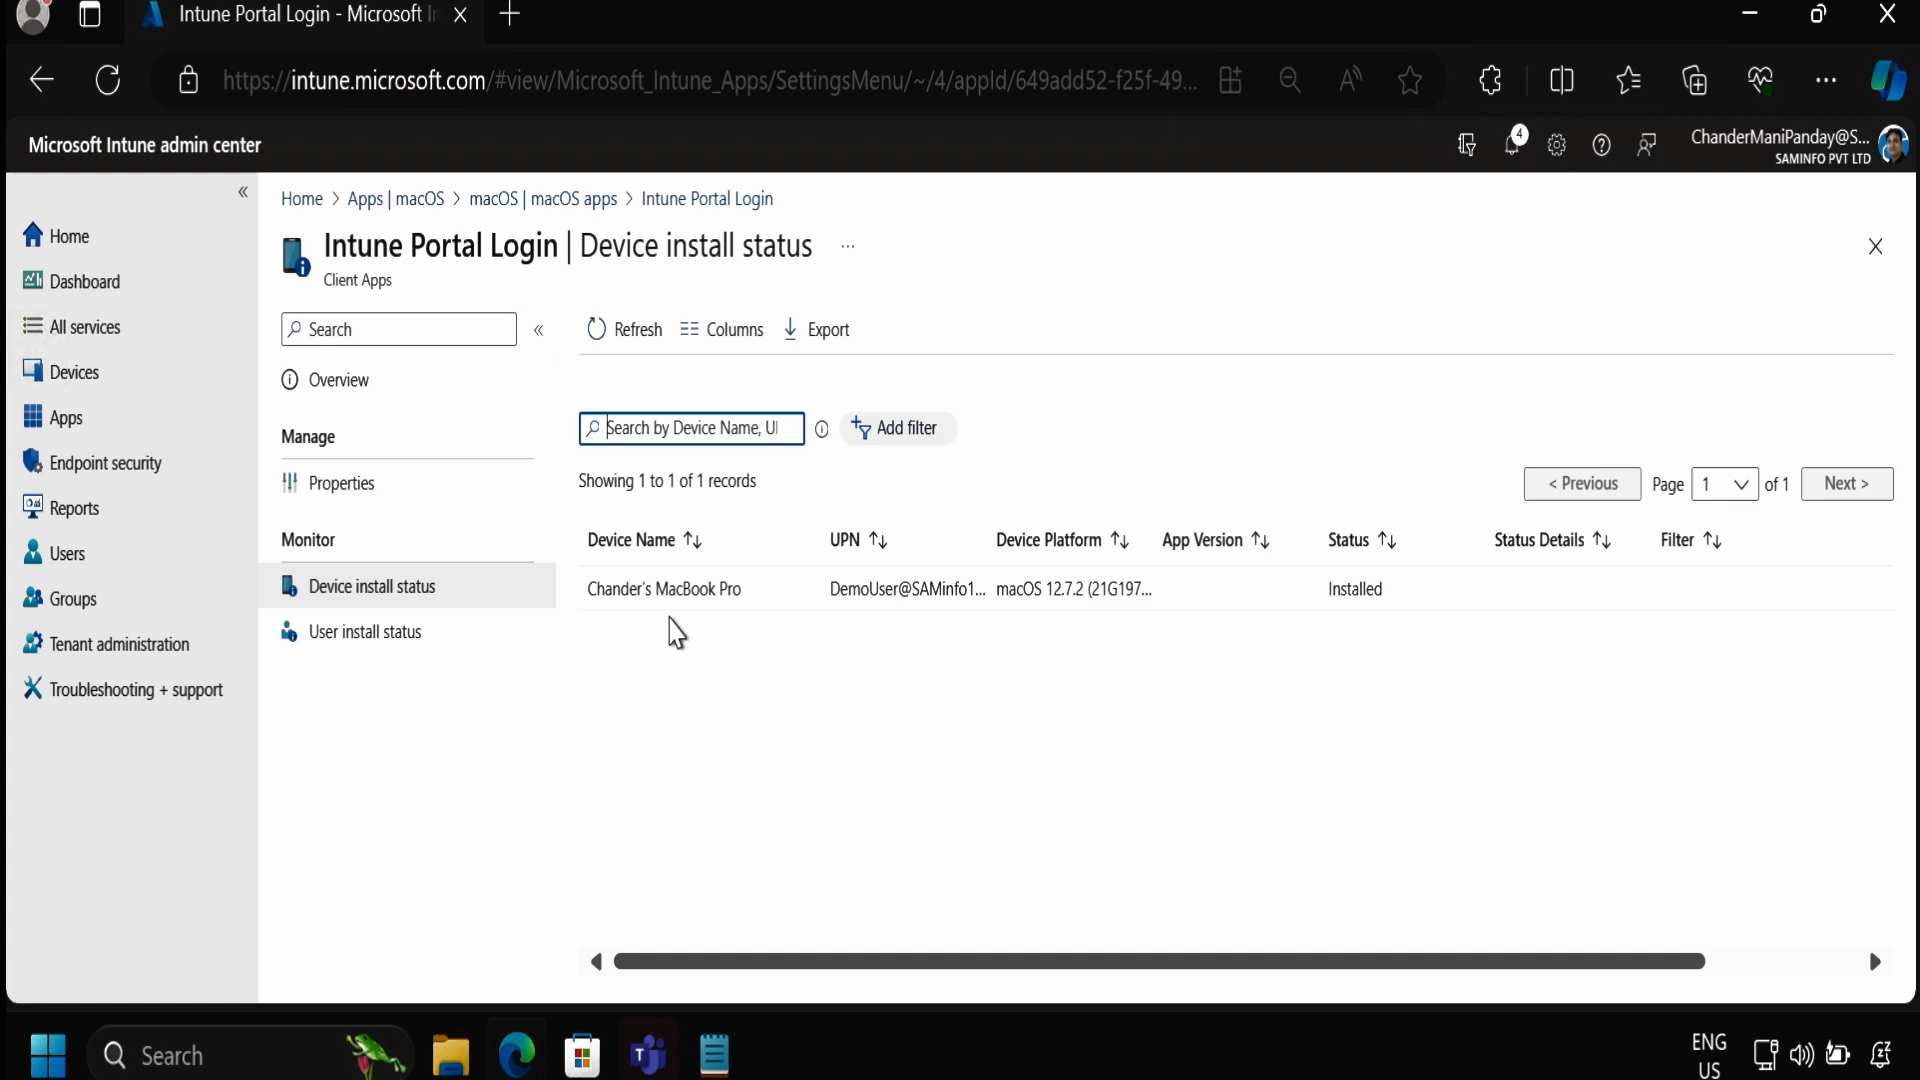 Intune Portal Login - Microsoft In
https://intune.microsoft.com/#view/Microsoft_Intune_Apps/SettingsMenu/~/4/appId/649add52-f25f-49...
Microsoft Intune admin center
4
ChanderManiPanday@S...
SAMINFO PVT LTD
Home
Dashboard
All services
Devices
Apps
Endpoint security
Reports
Users
Groups
Tenant administration
Troubleshooting + support
Home > Apps | macOS > macOS | macOS apps > Intune Portal Login
Intune Portal Login | Device install status ...
Client Apps
Search
Overview
Manage
Properties
Monitor
Device install status
User install status
Refresh Columns Export
Search by Device Name, UI
Add filter
Showing 1 to 1 of 1 records
< Previous Page 1 of 1 Next >
Device Name UPN Device Platform App Version Status Status Details Filter
Chander's MacBook Pro DemoUser@SAMinfo1... macOS 12.7.2 (21G197... Installed
Search
ENG
US